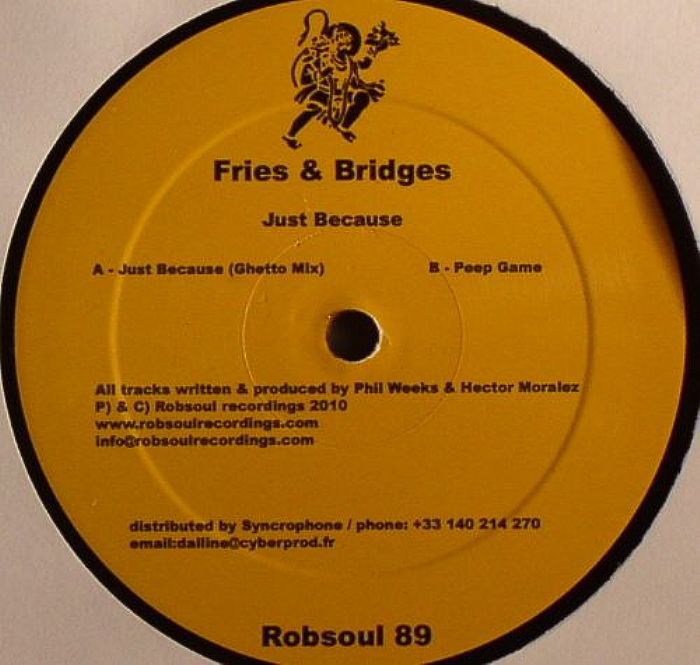 Fries & Bridges
Just Because
A - Just Because (Ghetto Mix) B - Peep Game
All tracks written & produced by Phil Weeks & Hector Moralez
P) & C) Robsoul recordings 2010
www.robsoulrecordings.com
info@robsoulrecordings.com
distributed by Syncrophone / phone: +33 140 214 270
email:dailine@cyberprod.fr
Robsoul 89